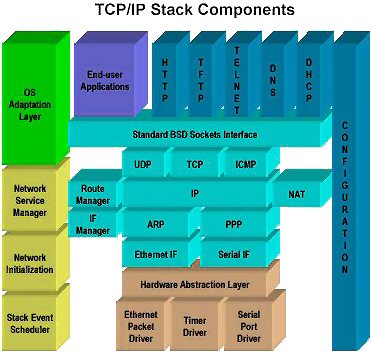 TCP/IP Stack Components
OS
Adaptation
Layer
End-user
Applications
HTTP
TFTP
TELNET
DNS
DHCP
CONFIGURATION
Standard BSD Sockets Interface
UDP
TCP
ICMP
Network
Service
Manager
Route
Manager
IP
NAT
IF
Manager
ARP
PPP
Ethernet IF
Serial IF
Network
Initialization
Hardware Abstraction Layer
Stack Event
Scheduler
Ethernet
Packet
Driver
Timer
Driver
Serial
Port
Driver